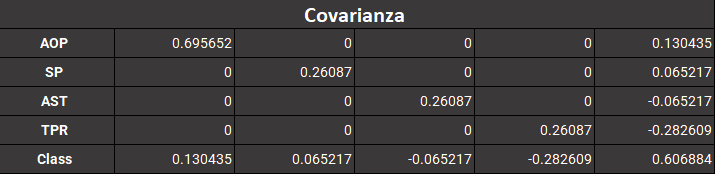 Covarianza
AOP 0.695652 0 0 0 0.130435
SP 0 0.26087 0 0 0.065217
AST 0 0 0.26087 0 -0.065217
TPR 0 0 0 0.26087 -0.282609
Class 0.130435 0.065217 -0.065217 -0.282609 0.606884